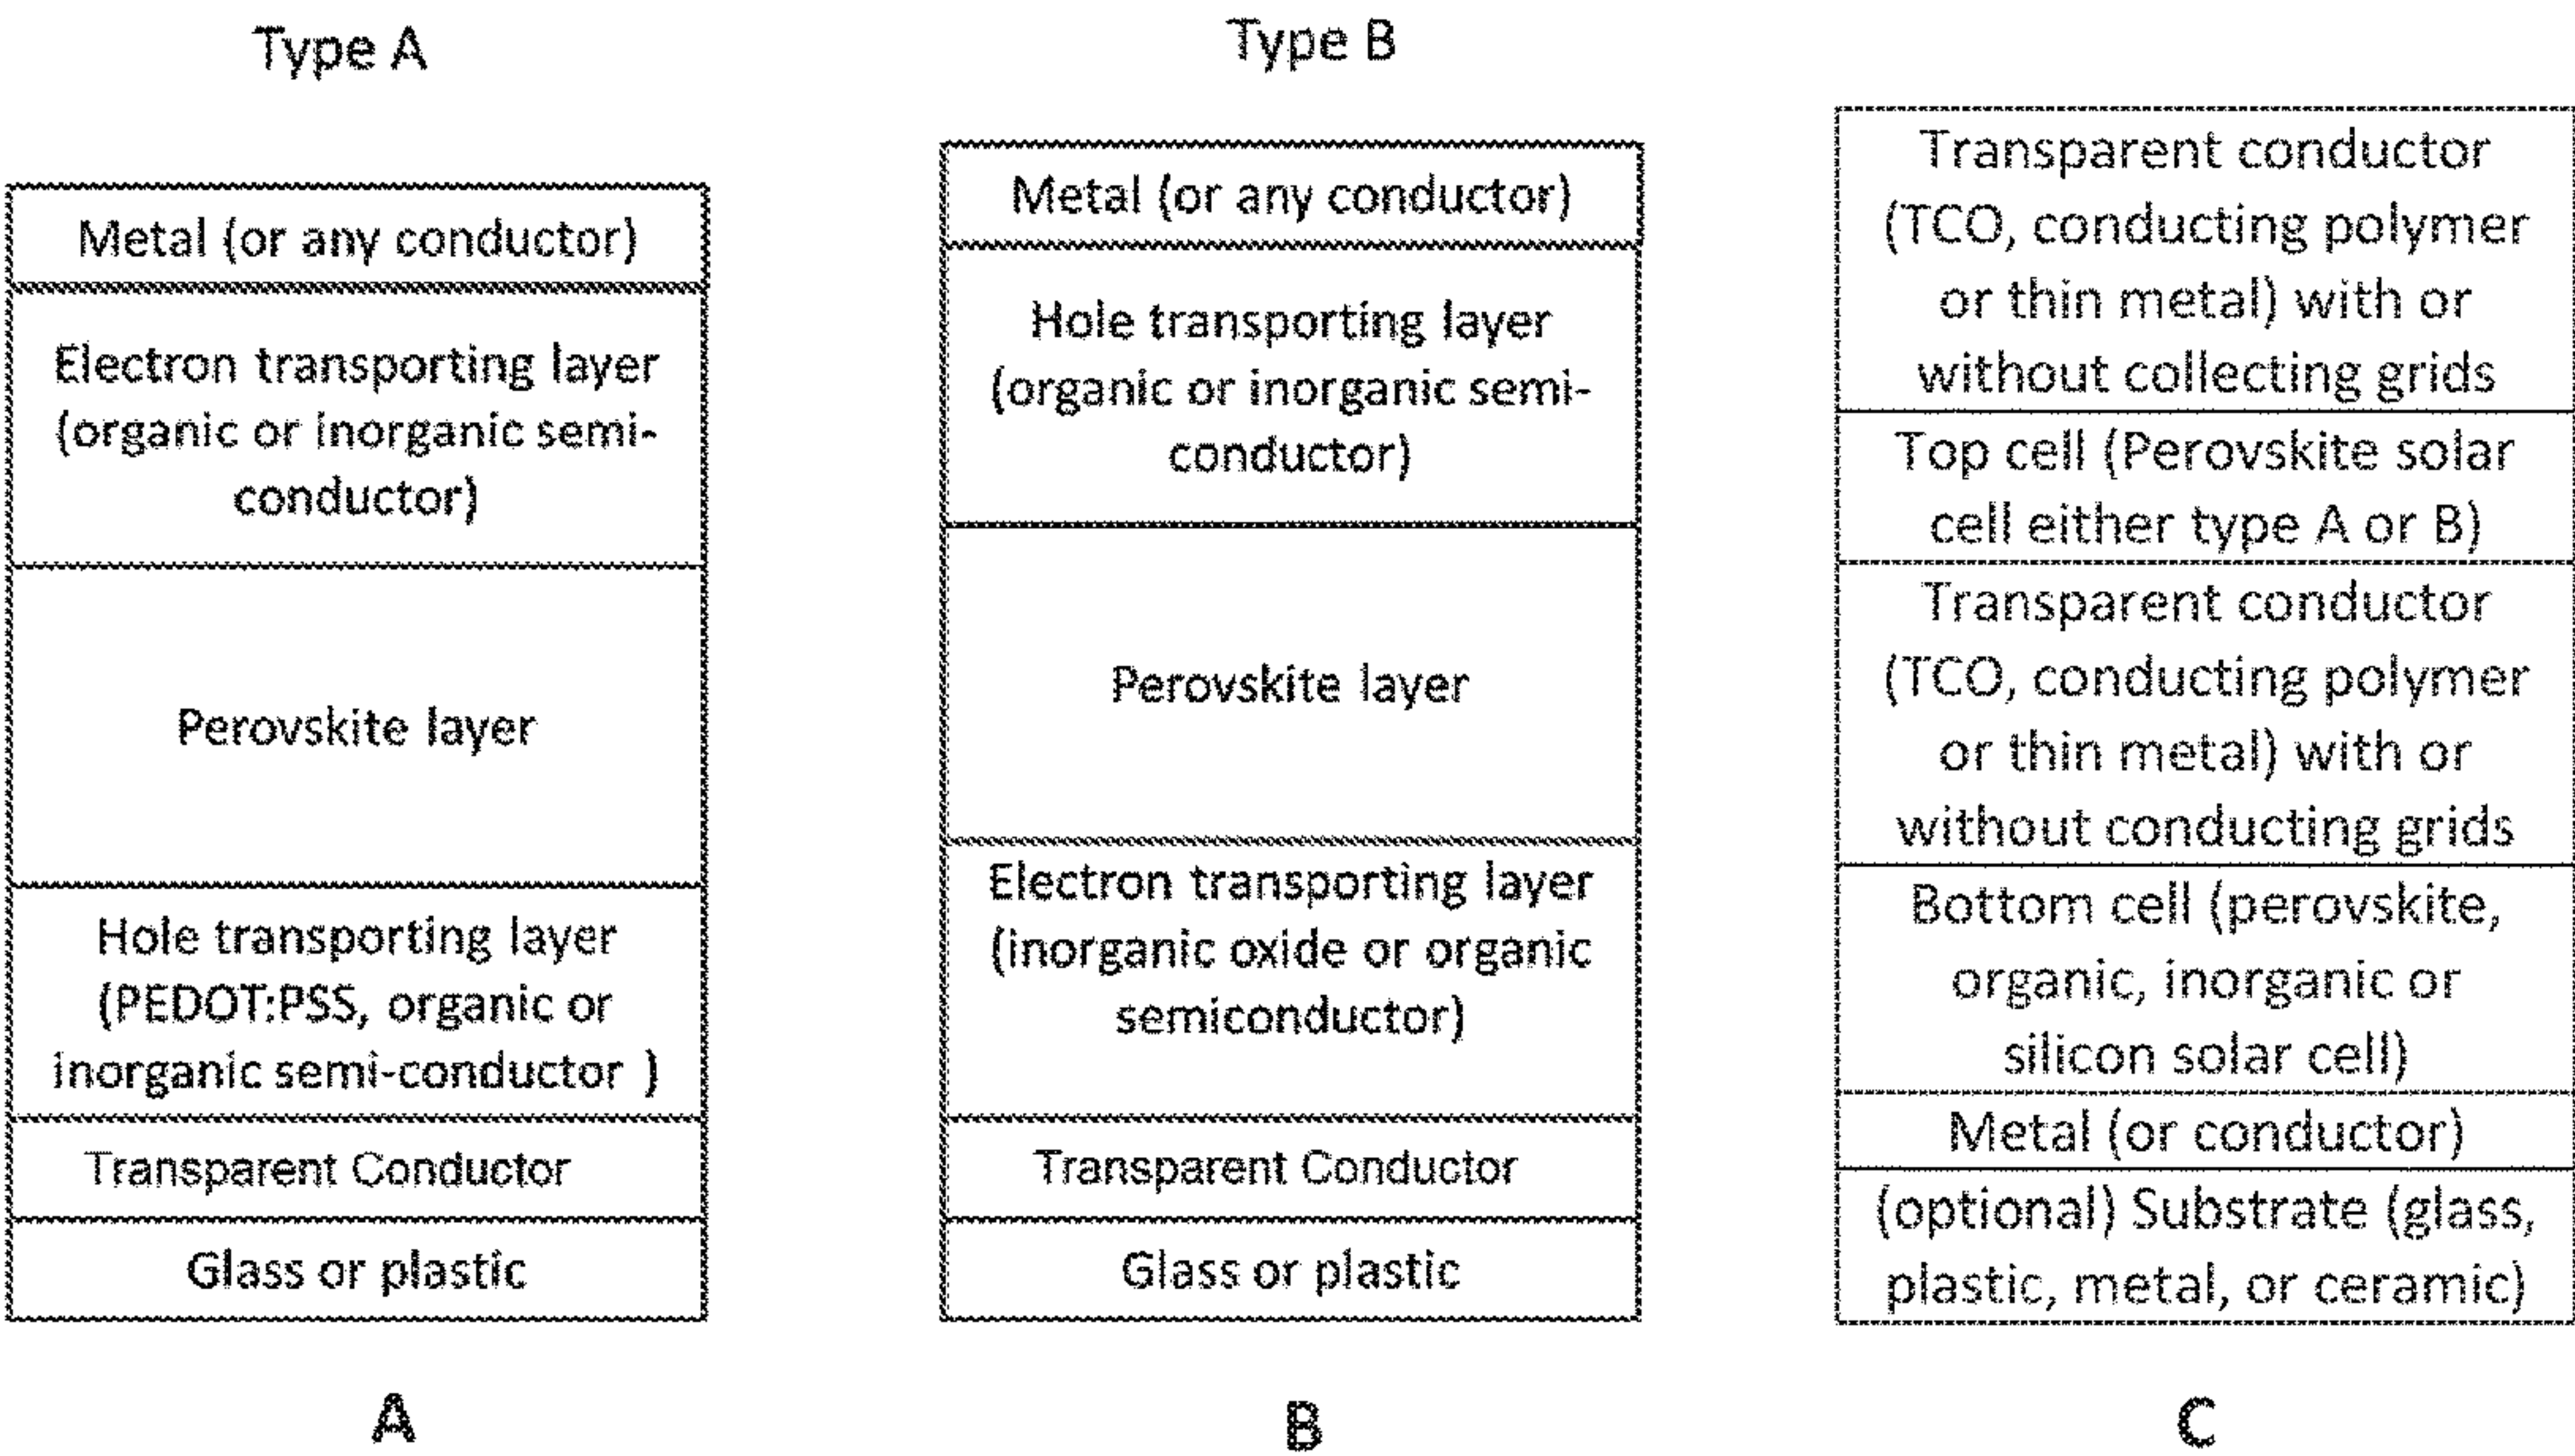 Type A
Metal (or any conductor)
Electron transporting layer
(organic or inorganic semi-
conductor)
Perovskite layer
Hole transporting layer
(PEDOT:PSS, organic or
inorganic semi-conductor )
Transparent Conductor
Glass or plastic
A
Type B
Metal (or any conductor)
Hole transporting layer
(organic or inorganic semi-
conductor)
Perovskite layer
Electron transporting layer
(inorganic oxide or organic
semiconductor)
Transparent Conductor
Glass or plastic
B
Transparent conductor
(TCO, conducting polymer
or thin metal) with or
without collecting grids
Top cell (Perovskite solar
cell either type A or B)
Transparent conductor
(TCO, conducting polymer
or thin metal) with or
without conducting grids
Bottom cell (perovskite,
organic, inorganic or
silicon solar cell)
Metal (or conductor)
(optional) Substrate (glass,
plastic, metal, or ceramic)
C